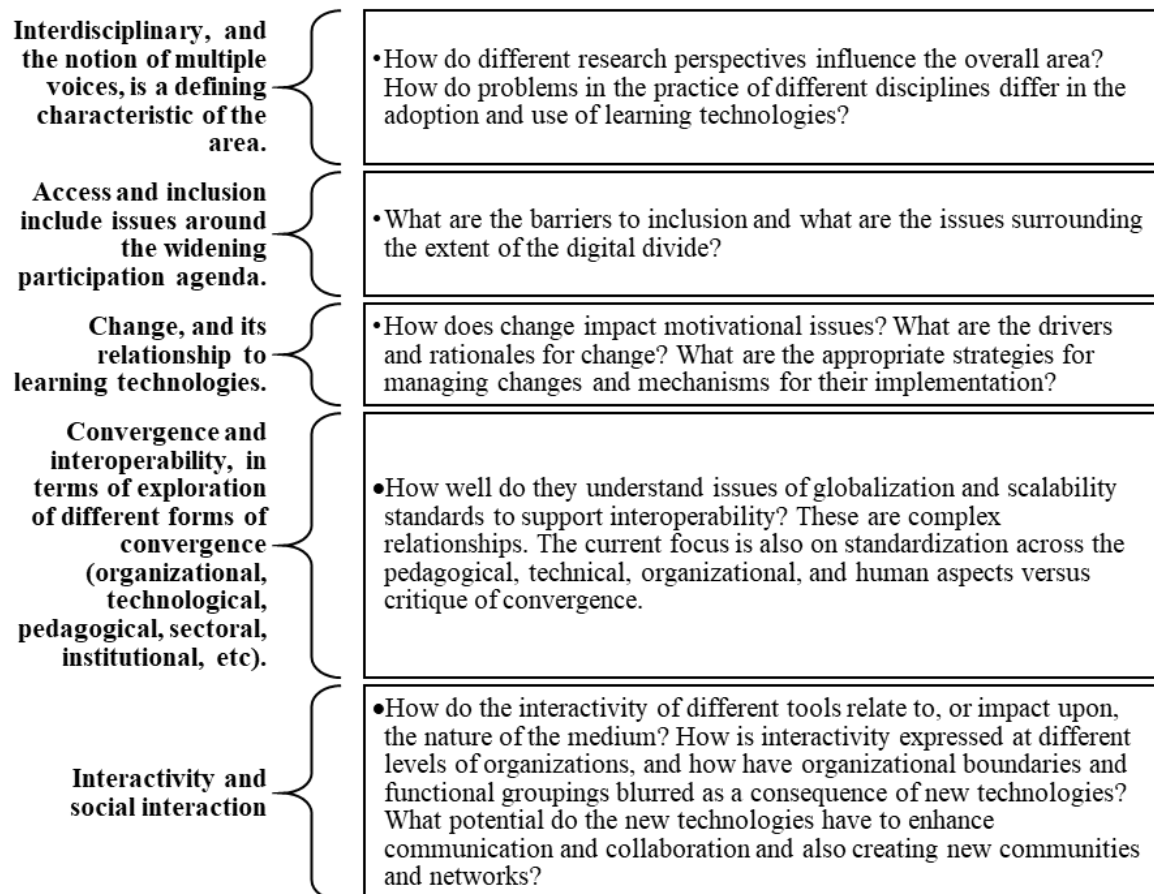 Interdisciplinary, and
the notion of multiple
voices, is a defining
characteristic of the
area.
•How do different research perspectives influence the overall area?
How do problems in the practice of different disciplines differ in the
adoption and use of learning technologies?
Access and inclusion
include issues around
the widening
participation agenda.
•What are the barriers to inclusion and what are the issues surrounding
the extent of the digital divide?
Change, and its
relationship to
learning technologies.
•How does change impact motivational issues? What are the drivers
and rationales for change? What are the appropriate strategies for
managing changes and mechanisms for their implementation?
Convergence and
interoperability, in
terms of exploration
of different forms of
convergence
(organizational,
technological,
pedagogical, sectoral,
institutional, etc).
•How well do they understand issues of globalization and scalability
standards to support interoperability? These are complex
relationships. The current focus is also on standardization across the
pedagogical, technical, organizational, and human aspects versus
critique of convergence.
Interactivity and
social interaction
•How do the interactivity of different tools relate to, or impact upon,
the nature of the medium? How is interactivity expressed at different
levels of organizations, and how have organizational boundaries and
functional groupings blurred as a consequence of new technologies?
What potential do the new technologies have to enhance
communication and collaboration and also creating new communities
and networks?